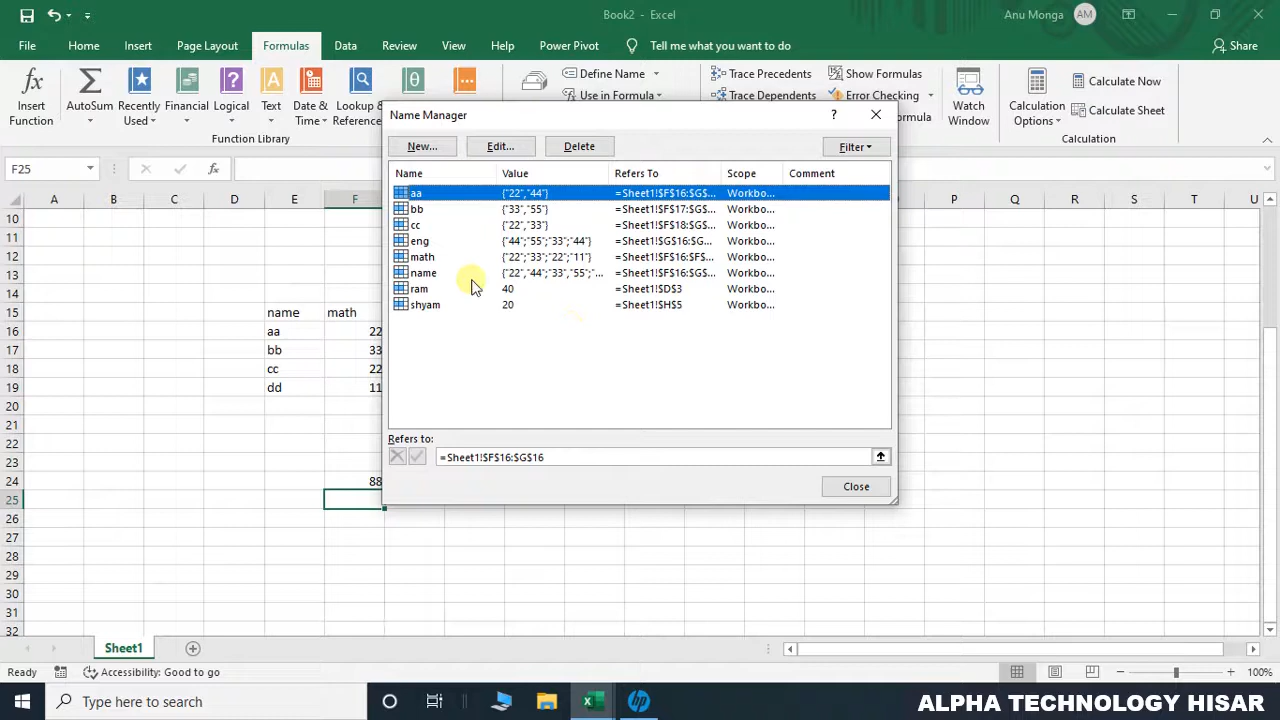 Book2 - Excel
Anu Monga
AM
File Home Insert Page Layout Formulas Data Review View Help Power Pivot Tell me what you want to do Share
Insert Function
AutoSum
Recently Used
Financial
Logical
Text
Date & Time
Lookup & Reference
Define Name
Use in Formula
Trace Precedents
Trace Dependents
Show Formulas
Error Checking
Watch Window
Calculation Options
Calculate Now
Calculate Sheet
Function Library
Calculation
F25
fx
Name Manager
?
New... Edit... Delete Filter
Name Value Refers To Scope Comment
aa {"22","44"} =Sheet1!$F$16:$G$... Workbo...
bb {"33","55"} =Sheet1!$F$17:$G$... Workbo...
cc {"22","33"} =Sheet1!$F$18:$G$... Workbo...
eng {"44";"55";"33";"44"} =Sheet1!$G$16:$G... Workbo...
math {"22";"33";"22";"11"} =Sheet1!$F$16:$F$... Workbo...
name {"22","44";"33","55";"... =Sheet1!$F$16:$G$... Workbo...
ram 40 =Sheet1!$D$3 Workbo...
shyam 20 =Sheet1!$H$5 Workbo...
Refers to:
=Sheet1!$F$16:$G$16
Close
A B C D E F P Q R S T U
10
11
12
13
14
15 name math
16 aa 22
17 bb 33
18 cc 22
19 dd 11
20
21
22
23
24 88
25
26
27
28
29
30
31
32
Sheet1
Ready Accessibility: Good to go 100%
Type here to search
ALPHA TECHNOLOGY HISAR